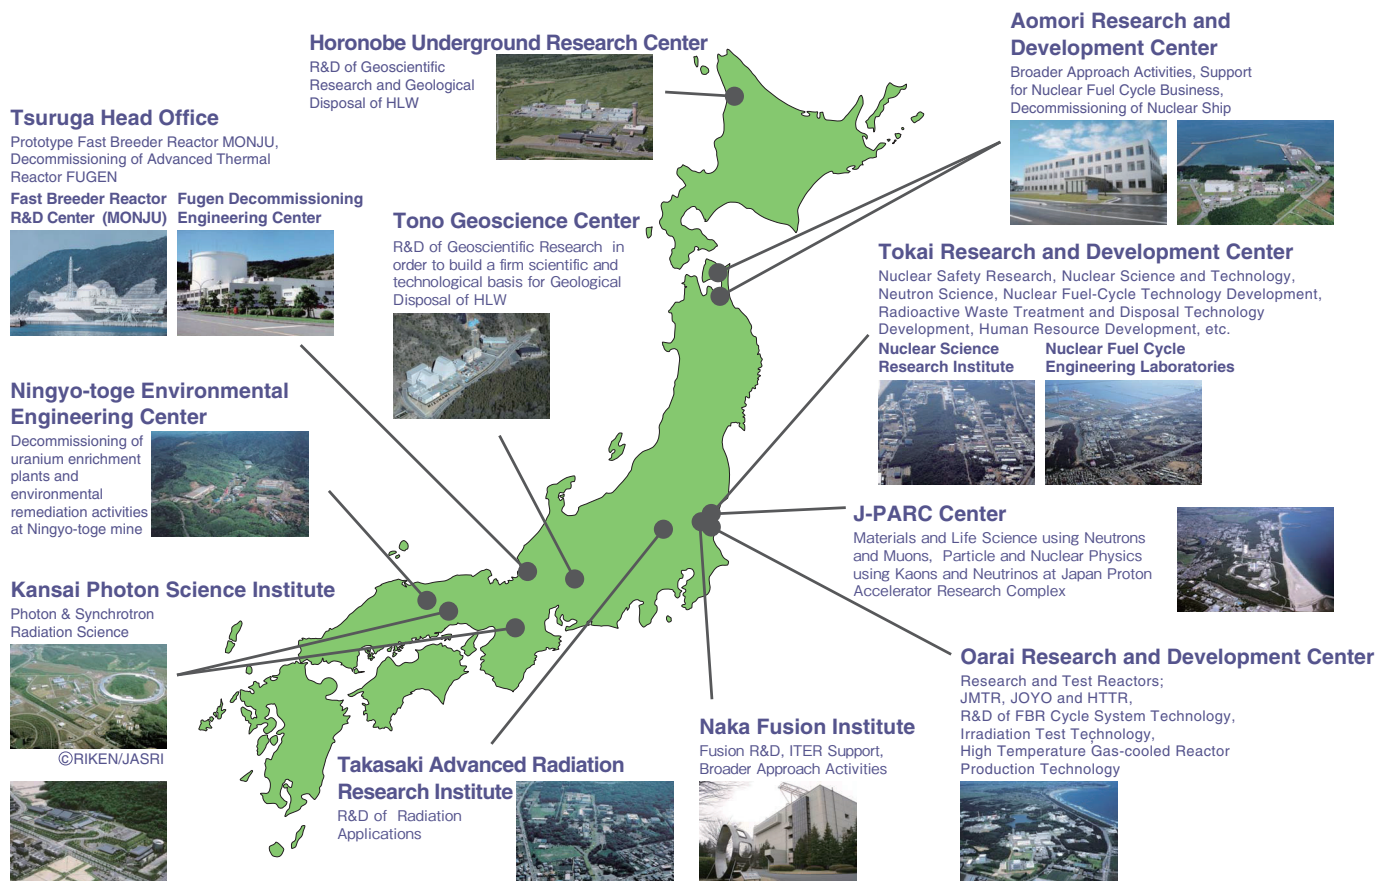 Horonobe Underground Research Center
R&D of Geoscientific
Research and Geological
Disposal of HLW
Aomori Research and
Development Center
Broader Approach Activities, Support
for Nuclear Fuel Cycle Business,
Decommissioning of Nuclear Ship
Tsuruga Head Office
Prototype Fast Breeder Reactor MONJU,
Decommissioning of Advanced Thermal
Reactor FUGEN
Fast Breeder Reactor
R&D Center (MONJU)
Fugen Decommissioning
Engineering Center
Tono Geoscience Center
R&D of Geoscientific Research in
order to build a firm scientific and
technological basis for Geological
Disposal of HLW
Tokai Research and Development Center
Nuclear Safety Research, Nuclear Science and Technology,
Neutron Science, Nuclear Fuel-Cycle Technology Development,
Radioactive Waste Treatment and Disposal Technology
Development, Human Resource Development, etc.
Nuclear Science
Research Institute
Nuclear Fuel Cycle
Engineering Laboratories
Ningyo-toge Environmental
Engineering Center
Decommissioning of
uranium enrichment
plants and
environmental
remediation activities
at Ningyo-toge mine
J-PARC Center
Materials and Life Science using Neutrons
and Muons, Particle and Nuclear Physics
using Kaons and Neutrinos at Japan Proton
Accelerator Research Complex
Kansai Photon Science Institute
Photon & Synchrotron
Radiation Science
©RIKEN/JASRI
Oarai Research and Development Center
Research and Test Reactors;
JMTR, JOYO and HTTR,
R&D of FBR Cycle System Technology,
Irradiation Test Technology,
High Temperature Gas-cooled Reactor
Production Technology
Naka Fusion Institute
Fusion R&D, ITER Support,
Broader Approach Activities
Takasaki Advanced Radiation
Research Institute
R&D of Radiation
Applications